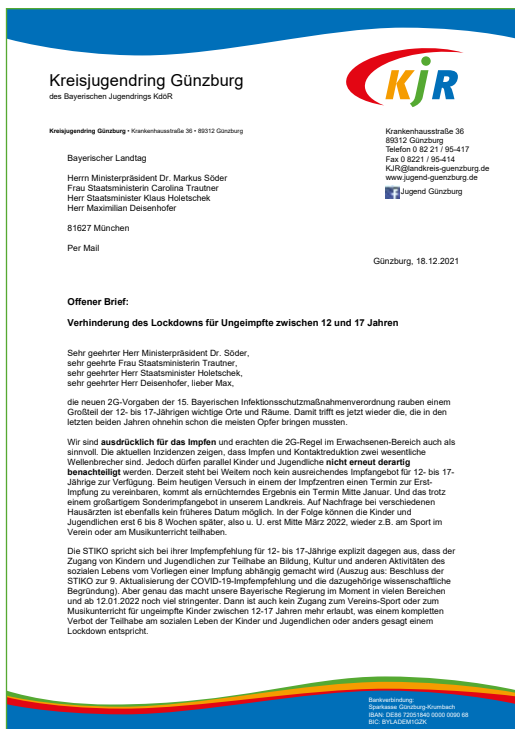 Kreisjugendring Günzburg
des Bayerischen Jugendrings KdöR
KJR
Kreisjugendring Günzburg • Krankenhausstraße 36 • 89312 Günzburg
Krankenhausstraße 36
89312 Günzburg
Telefon 0 82 21 / 95-417
Fax 0 8221 / 95-414
KJR@landkreis-guenzburg.de
www.jugend-guenzburg.de
Jugend Günzburg
Bayerischer Landtag
Herrn Ministerpräsident Dr. Markus Söder
Frau Staatsministerin Carolina Trautner
Herr Staatsminister Klaus Holetschek
Herr Maximilian Deisenhofer
81627 München
Per Mail
Günzburg, 18.12.2021
Offener Brief:
Verhinderung des Lockdowns für Ungeimpfte zwischen 12 und 17 Jahren
Sehr geehrter Herr Ministerpräsident Dr. Söder,
sehr geehrte Frau Staatsministerin Trautner,
sehr geehrter Herr Staatsminister Holetschek,
sehr geehrter Herr Deisenhofer, lieber Max,
die neuen 2G-Vorgaben der 15. Bayerischen Infektionsschutzmaßnahmenverordnung rauben einem
Großteil der 12- bis 17-Jährigen wichtige Orte und Räume. Damit trifft es jetzt wieder die, die in den
letzten beiden Jahren ohnehin schon die meisten Opfer bringen mussten.
Wir sind ausdrücklich für das Impfen und erachten die 2G-Regel im Erwachsenen-Bereich auch als
sinnvoll. Die aktuellen Inzidenzen zeigen, dass Impfen und Kontaktreduktion zwei wesentliche
Wellenbrecher sind. Jedoch dürfen parallel Kinder und Jugendliche nicht erneut derartig
benachteiligt werden. Derzeit steht bei Weitem noch kein ausreichendes Impfangebot für 12- bis 17-
Jährige zur Verfügung. Beim heutigen Versuch in einem der Impfzentren einen Termin zur Erst-
Impfung zu vereinbaren, kommt als ernüchterndes Ergebnis ein Termin Mitte Januar. Und das trotz
einem großartigem Sonderimpfangebot in unserem Landkreis. Auf Nachfrage bei verschiedenen
Hausärzten ist ebenfalls kein früheres Datum möglich. In der Folge können die Kinder und
Jugendlichen erst 6 bis 8 Wochen später, also u. U. erst Mitte März 2022, wieder z.B. am Sport im
Verein oder am Musikunterricht teilhaben.
Die STIKO spricht sich bei ihrer Impfempfehlung für 12- bis 17-Jährige explizit dagegen aus, dass der
Zugang von Kindern und Jugendlichen zur Teilhabe an Bildung, Kultur und anderen Aktivitäten des
sozialen Lebens vom Vorliegen einer Impfung abhängig gemacht wird (Auszug aus: Beschluss der
STIKO zur 9. Aktualisierung der COVID-19-Impfempfehlung und die dazugehörige wissenschaftliche
Begründung). Aber genau das macht unsere Bayerische Regierung im Moment in vielen Bereichen
und ab 12.01.2022 noch viel stringenter. Dann ist auch kein Zugang zum Vereins-Sport oder zum
Musikunterricht für ungeimpfte Kinder zwischen 12-17 Jahren mehr erlaubt, was einem kompletten
Verbot der Teilhabe am sozialen Leben der Kinder und Jugendlichen oder anders gesagt einem
Lockdown entspricht.
Bankverbindung:
Sparkasse Günzburg-Krumbach
IBAN: DE86 72051840 0000 0090 68
BIC: BYLADEM1GZK